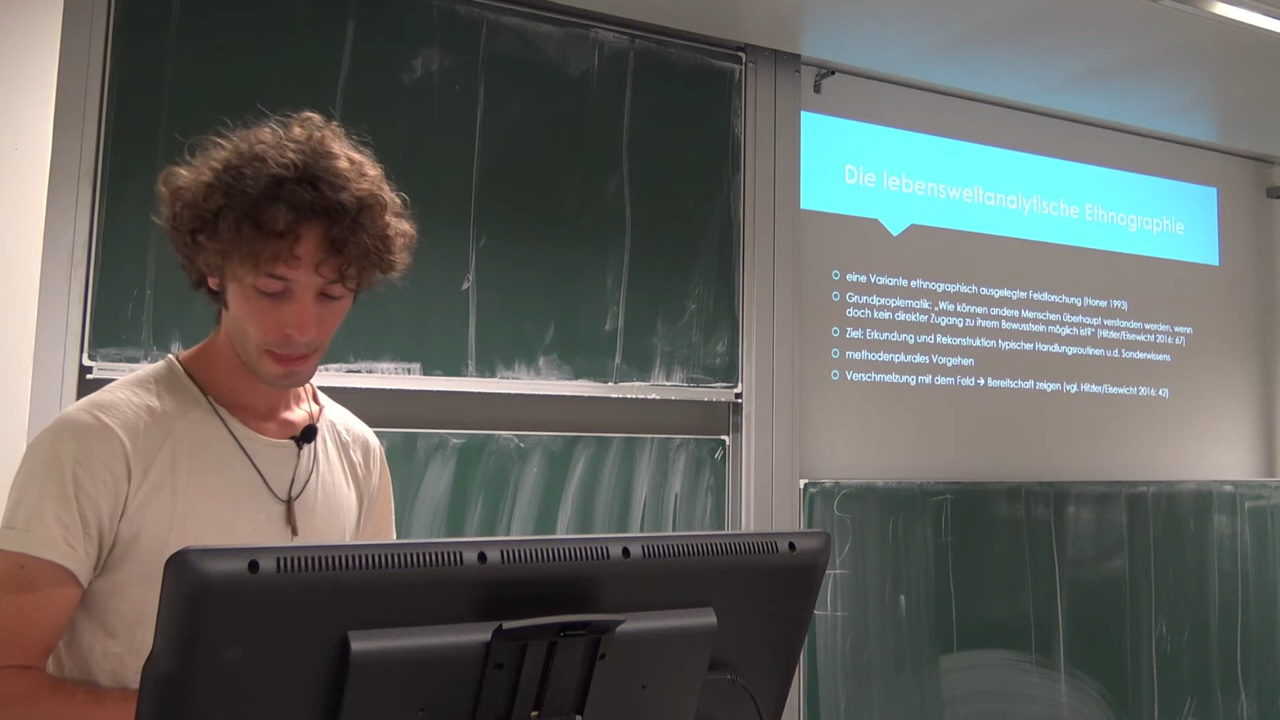 Die lebensweltanalytische Ethnographie
eine Variante ethnographisch ausgelegter Feldforschung (Honer 1993)
Grundproplematik: „Wie können andere Menschen überhaupt verstanden werden, wenn
doch kein direkter Zugang zu ihrem Bewusstsein möglich ist?“ (Hitzler/Eisewicht 2016: 67)
Ziel: Erkundung und Rekonstruktion typischer Handlungsroutinen u.d. Sonderwissens
methodenplurales Vorgehen
Verschmelzung mit dem Feld → Bereitschaft zeigen (vgl. Hitzler/Eisewicht 2016: 42)